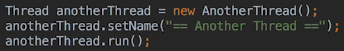 Thread anotherThread = new AnotherThread();
anotherThread.setName("== Another Thread ==");
anotherThread.run();